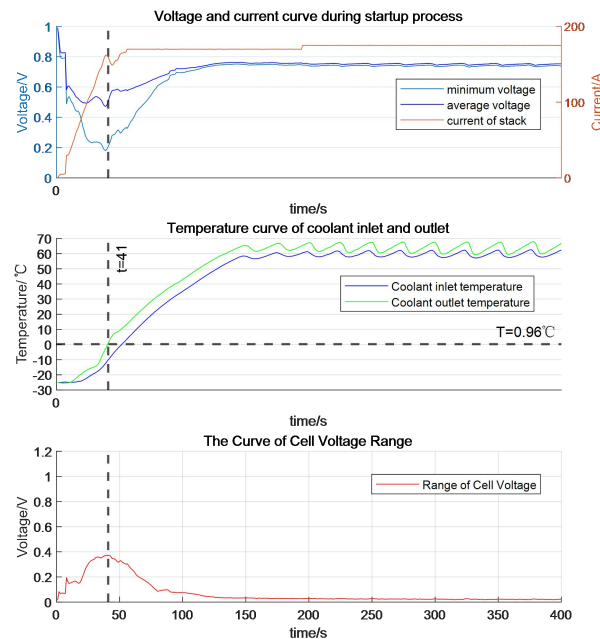 Voltage and current curve during startup process
1
0.8
0.6
0.4
0.2
0
Voltage/V
200
100
0
Current/A
minimum voltage
average voltage
current of stack
0
time/s
Temperature curve of coolant inlet and outlet
70
60
50
40
30
20
10
0
-10
-20
-30
Temperature/℃
t=41
Coolant inlet temperature
Coolant outlet temperature
T=0.96℃
0
time/s
The Curve of Cell Voltage Range
1.2
1
0.8
0.6
0.4
0.2
0
Voltage/V
Range of Cell Voltage
0 50 100 150 200 250 300 350 400
time/s